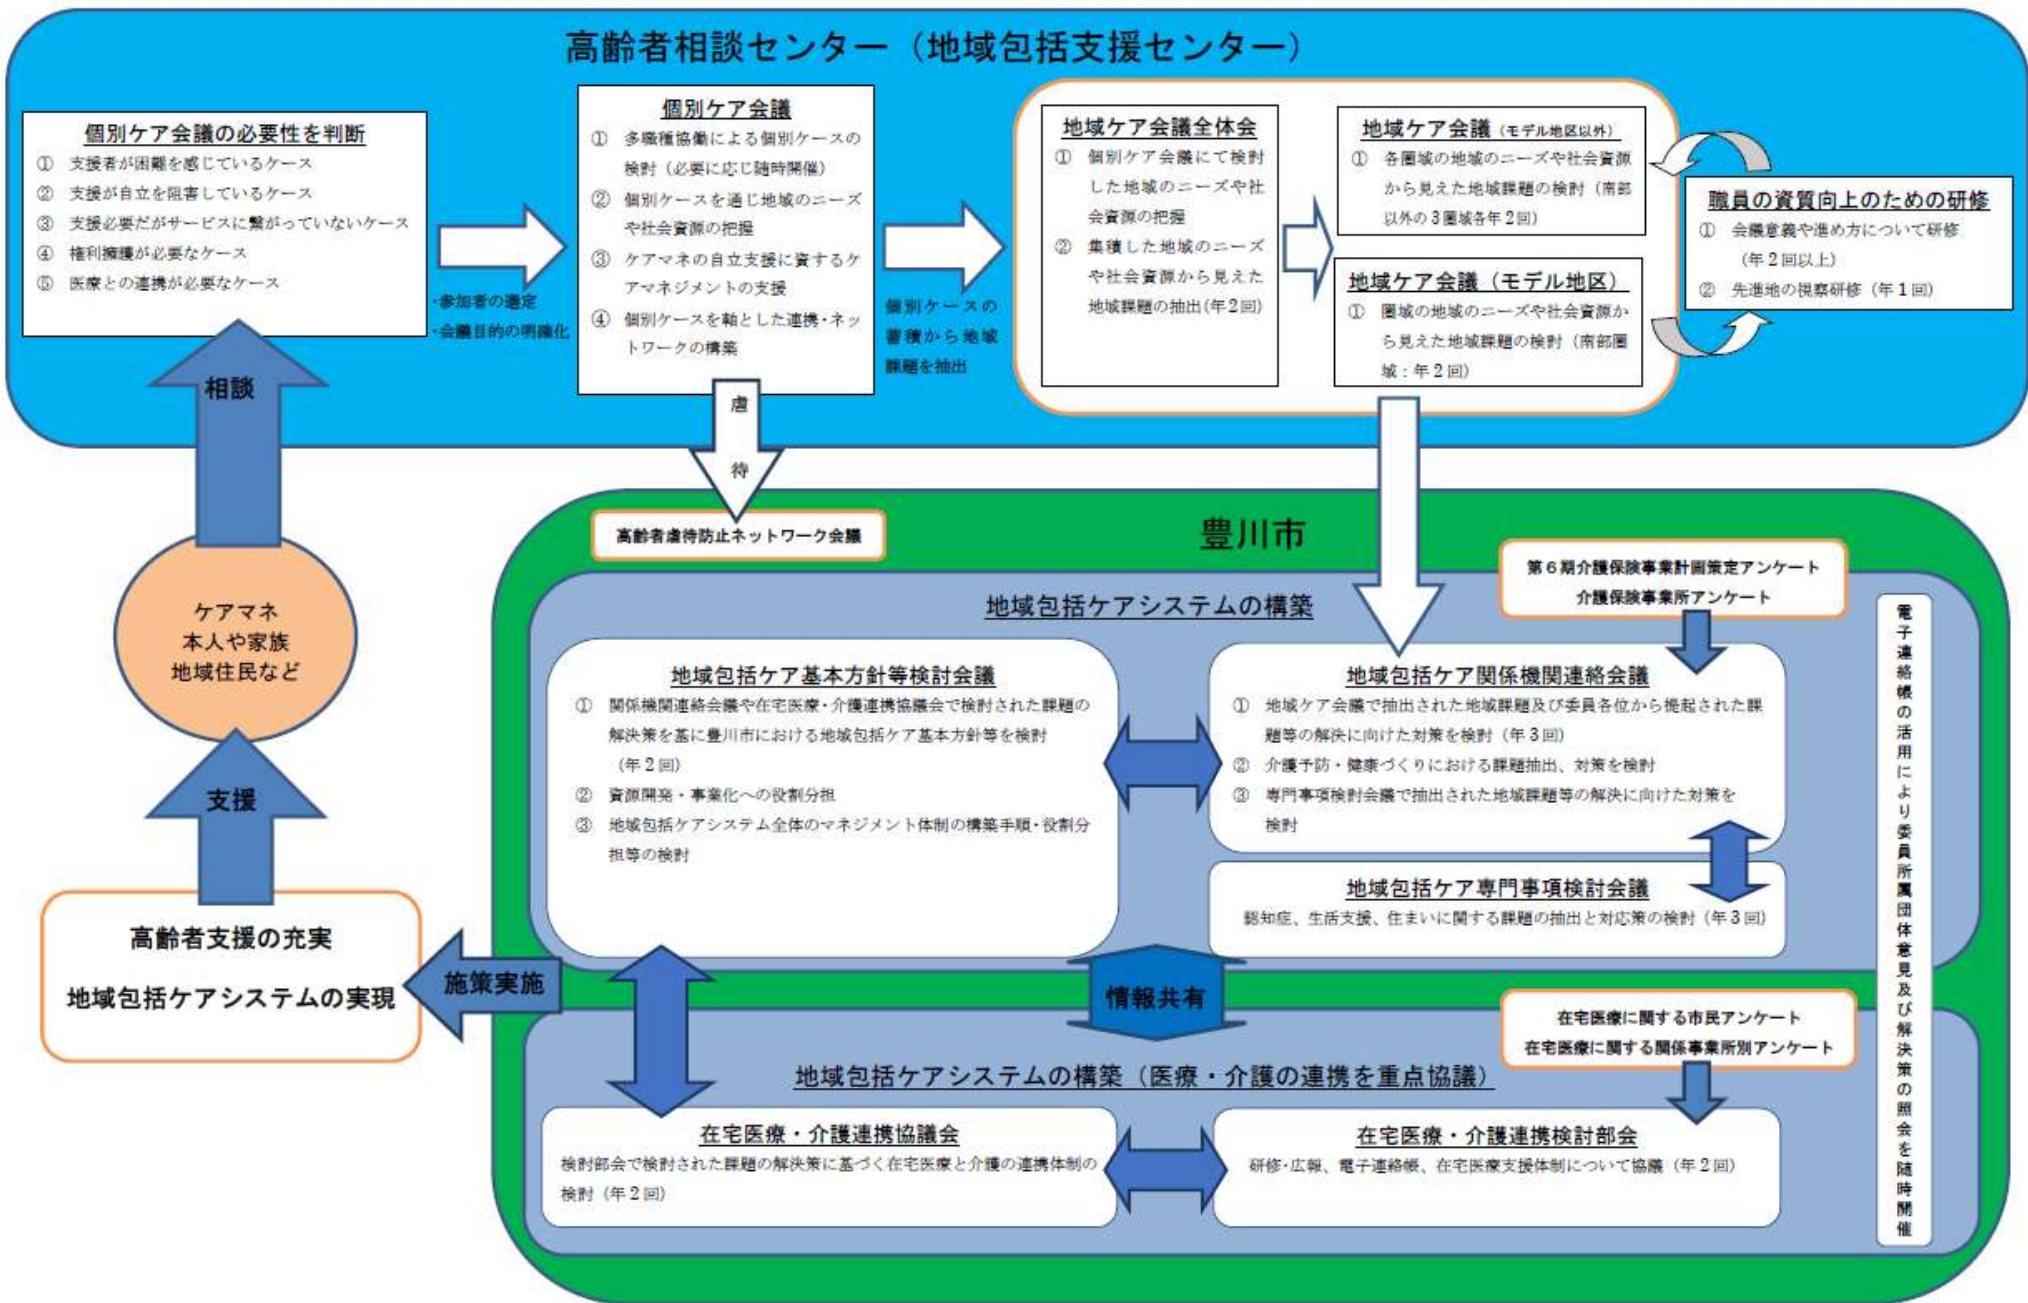 高齢者相談センター（地域包括支援センター）
個別ケア会議の必要性を判断
① 支援者が困難を感じているケース
② 支援が自立を阻害しているケース
③ 支援必要だがサービスに繋がっていないケース
④ 権利擁護が必要なケース
⑤ 医療との連携が必要なケース
・参加者の選定
・会議目的の明確化
個別ケア会議
① 多職種協働による個別ケースの
検討（必要に応じ随時開催）
② 個別ケースを通じ地域のニーズ
や社会資源の把握
③ ケアマネの自立支援に資するケ
アマネジメントの支援
④ 個別ケースを軸とした連携・ネッ
トワークの構築
個別ケースの
蓄積から地域
課題を抽出
地域ケア会議全体会
① 個別ケア会議にて検討
した地域のニーズや社
会資源の把握
② 集積した地域のニーズ
や社会資源から見えた
地域課題の抽出(年２回)
地域ケア会議（モデル地区以外）
① 各圏域の地域のニーズや社会資源
から見えた地域課題の検討（南部
以外の３圏域各年２回）
地域ケア会議（モデル地区）
① 圏域の地域のニーズや社会資源か
ら見えた地域課題の検討（南部圏
域：年２回）
職員の資質向上のための研修
① 会議意義や進め方について研修
（年２回以上）
② 先進地の視察研修（年１回）
相談
虐
待
ケアマネ
本人や家族
地域住民など
支援
高齢者支援の充実
地域包括ケアシステムの実現
施策実施
豊川市
高齢者虐待防止ネットワーク会議
第６期介護保険事業計画策定アンケート
介護保険事業所アンケート
地域包括ケアシステムの構築
地域包括ケア基本方針等検討会議
① 関係機関連絡会議や在宅医療・介護連携協議会で検討された課題の
解決策を基に豊川市における地域包括ケア基本方針等を検討
（年２回）
② 資源開発・事業化への役割分担
③ 地域包括ケアシステム全体のマネジメント体制の構築手順・役割分
担等の検討
地域包括ケア関係機関連絡会議
① 地域ケア会議で抽出された地域課題及び委員各位から提起された課
題等の解決に向けた対策を検討（年３回）
② 介護予防・健康づくりにおける課題抽出、対策を検討
③ 専門事項検討会議で抽出された地域課題等の解決に向けた対策を
検討
地域包括ケア専門事項検討会議
認知症、生活支援、住まいに関する課題の抽出と対応策の検討（年３回）
情報共有
在宅医療に関する市民アンケート
在宅医療に関する関係事業所別アンケート
地域包括ケアシステムの構築（医療・介護の連携を重点協議）
在宅医療・介護連携協議会
検討部会で検討された課題の解決策に基づく在宅医療と介護の連携体制の
検討（年２回）
在宅医療・介護連携検討部会
研修・広報、電子連絡帳、在宅医療支援体制について協議（年２回）
電子連絡帳の活用により委員所属団体意見及び解決策の照会を随時開催